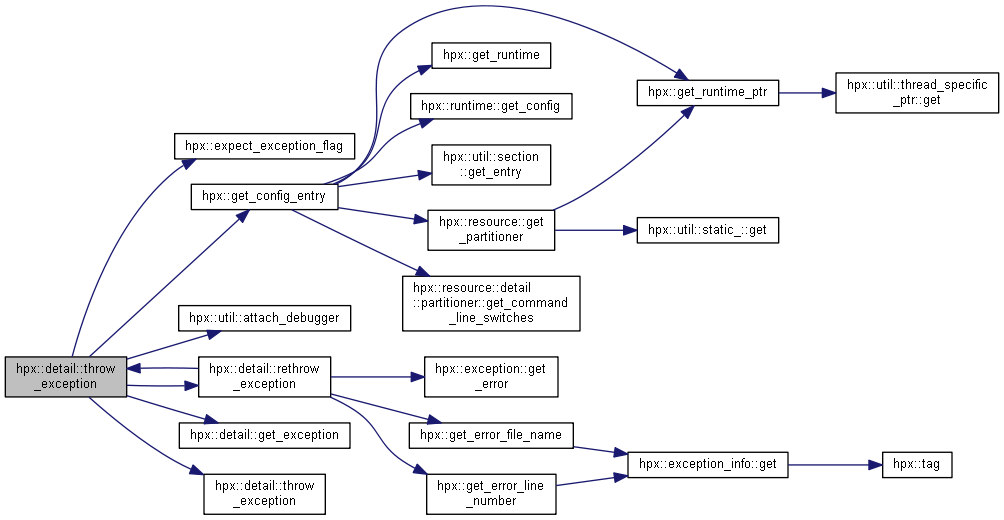 hpx::get_runtime
hpx::get_runtime_ptr
hpx::util::thread_specific
_ptr::get
hpx::runtime::get_config
hpx::expect_exception_flag
hpx::util::section
::get_entry
hpx::get_config_entry
hpx::resource::get
_partitioner
hpx::util::static_::get
hpx::resource::detail
::partitioner::get_command
_line_switches
hpx::util::attach_debugger
hpx::detail::throw
_exception
hpx::detail::rethrow
_exception
hpx::exception::get
_error
hpx::detail::get_exception
hpx::get_error_file_name
hpx::exception_info::get
hpx::tag
hpx::detail::throw
_exception
hpx::get_error_line
_number